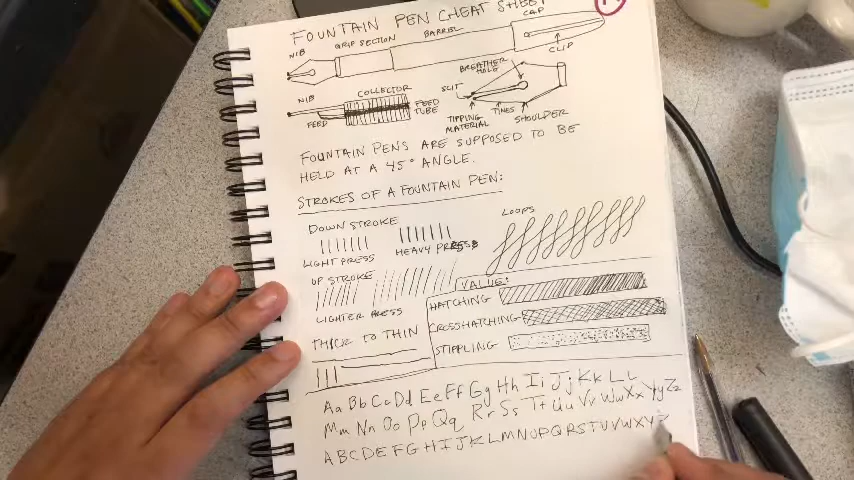 FOUNTAIN PEN CHEAT SHEET
NIB
GRIP SECTION
BARREL
CAP
CLIP
NIB
FEED
COLLECTOR
FEED
TUBE
BREATHER
HOLE
SLIT
TIPPING
MATERIAL
TINES
SHOULDER
FOUNTAIN PENS ARE SUPPOSED TO BE
HELD AT A 45° ANGLE.
STROKES OF A FOUNTAIN PEN:
DOWN STROKE
LIGHT PRESS
HEAVY PRESS
LOOPS
UP STROKE
LIGHTER PRESS
THICK TO THIN
VALUE:
HATCHING
CROSSHATCHING
STIPPLING
Aa Bb Cc Dd Ee Ff Gg Hh Ii Jj Kk Ll
Mm Nn Oo Pp Qq Rr Ss Tt Uu Vv Ww Xx Yy Zz
ABCDEFGHIJKLMNOPQRSTUVWXYZ